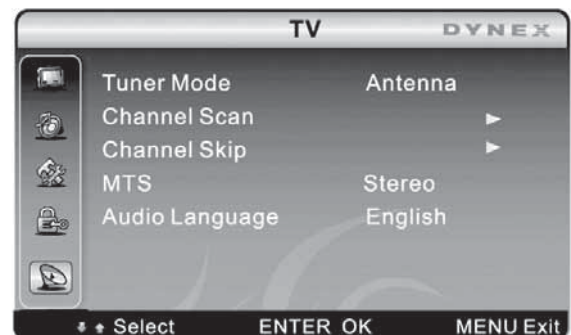 TV DYNEX
Tuner Mode Antenna
Channel Scan
Channel Skip
MTS Stereo
Audio Language English
Select ENTER OK MENU Exit